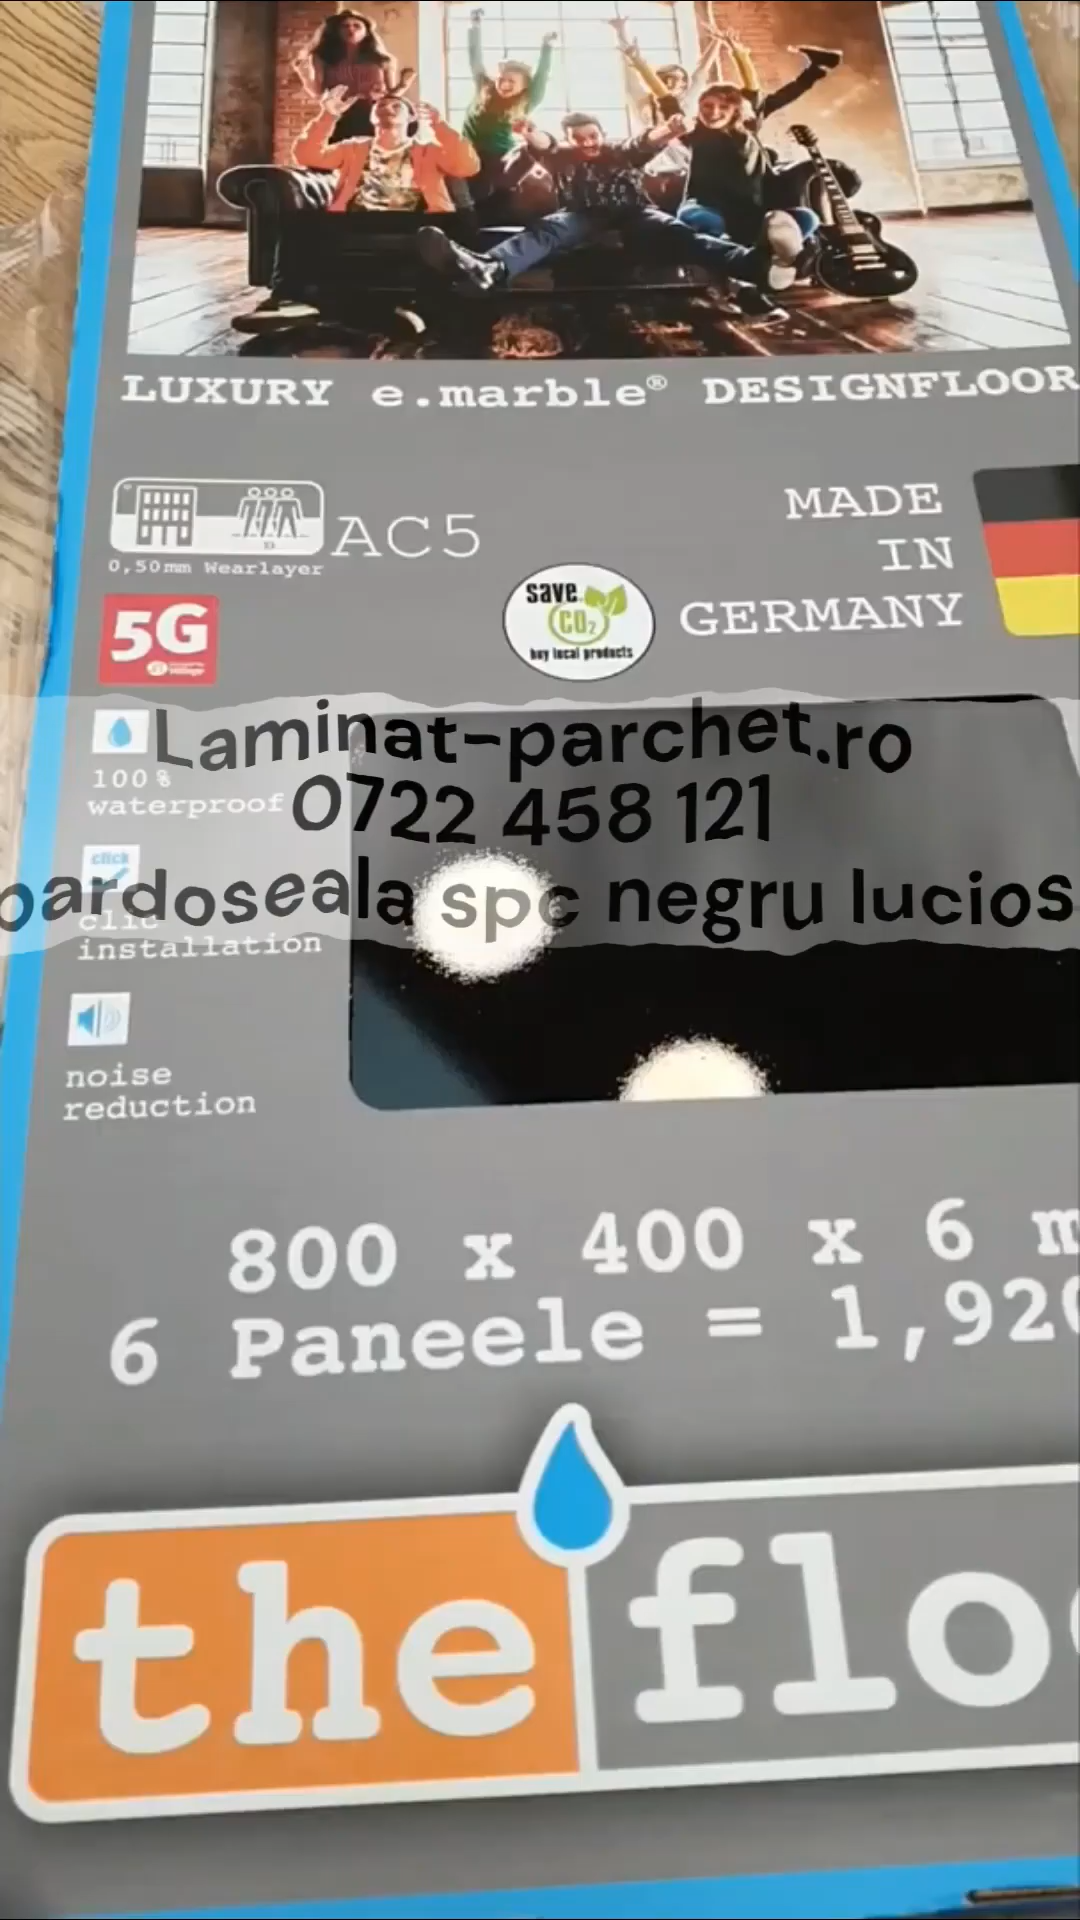 LUXURY e.marble® DESIGNFLOOR
AC5
0,50mm Wearlayer
MADE
IN
GERMANY
save
CO2
buy local products
5G
Laminat-parchet.ro
0722 458 121
pardoseala spc negru lucios
100%
waterproof
click
clic
installation
noise
reduction
800 x 400 x 6
6 Paneele = 1,920
the